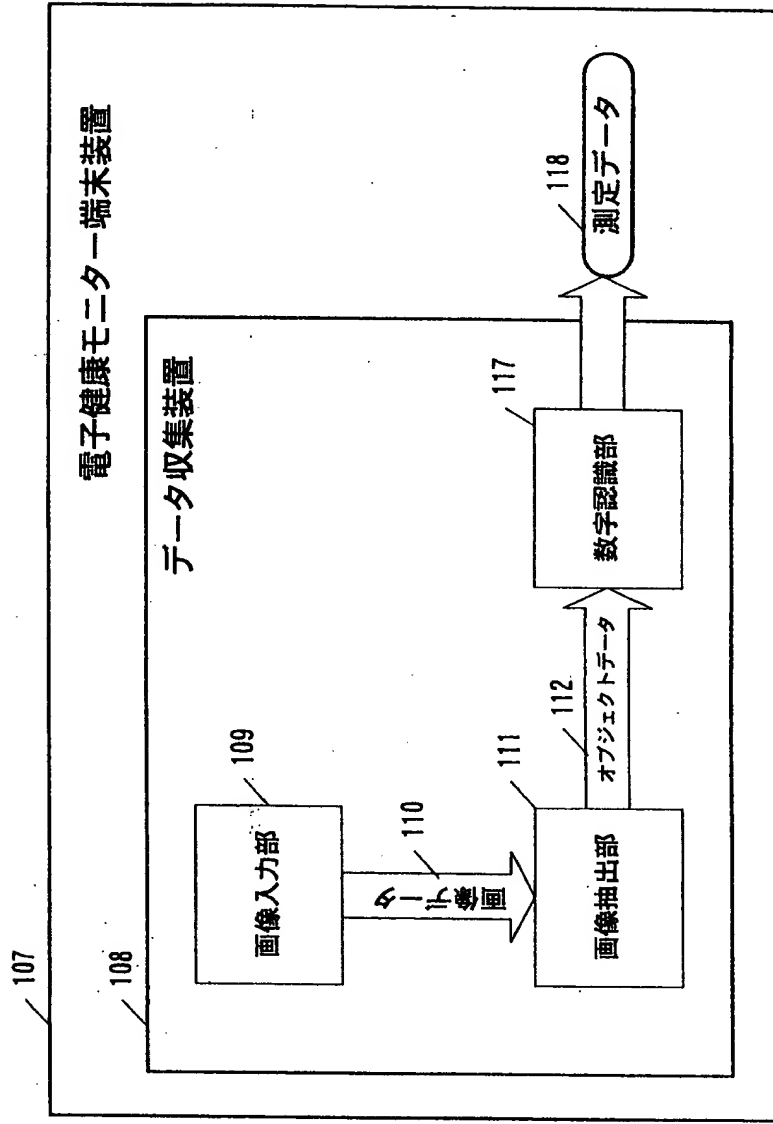 107
電子健康モニター端末装置
108
データ収集装置
109
画像入力部
110
画像デ
ータ
111
画像抽出部
112
オブジェクトデータ
117
数字認識部
118
測定データ